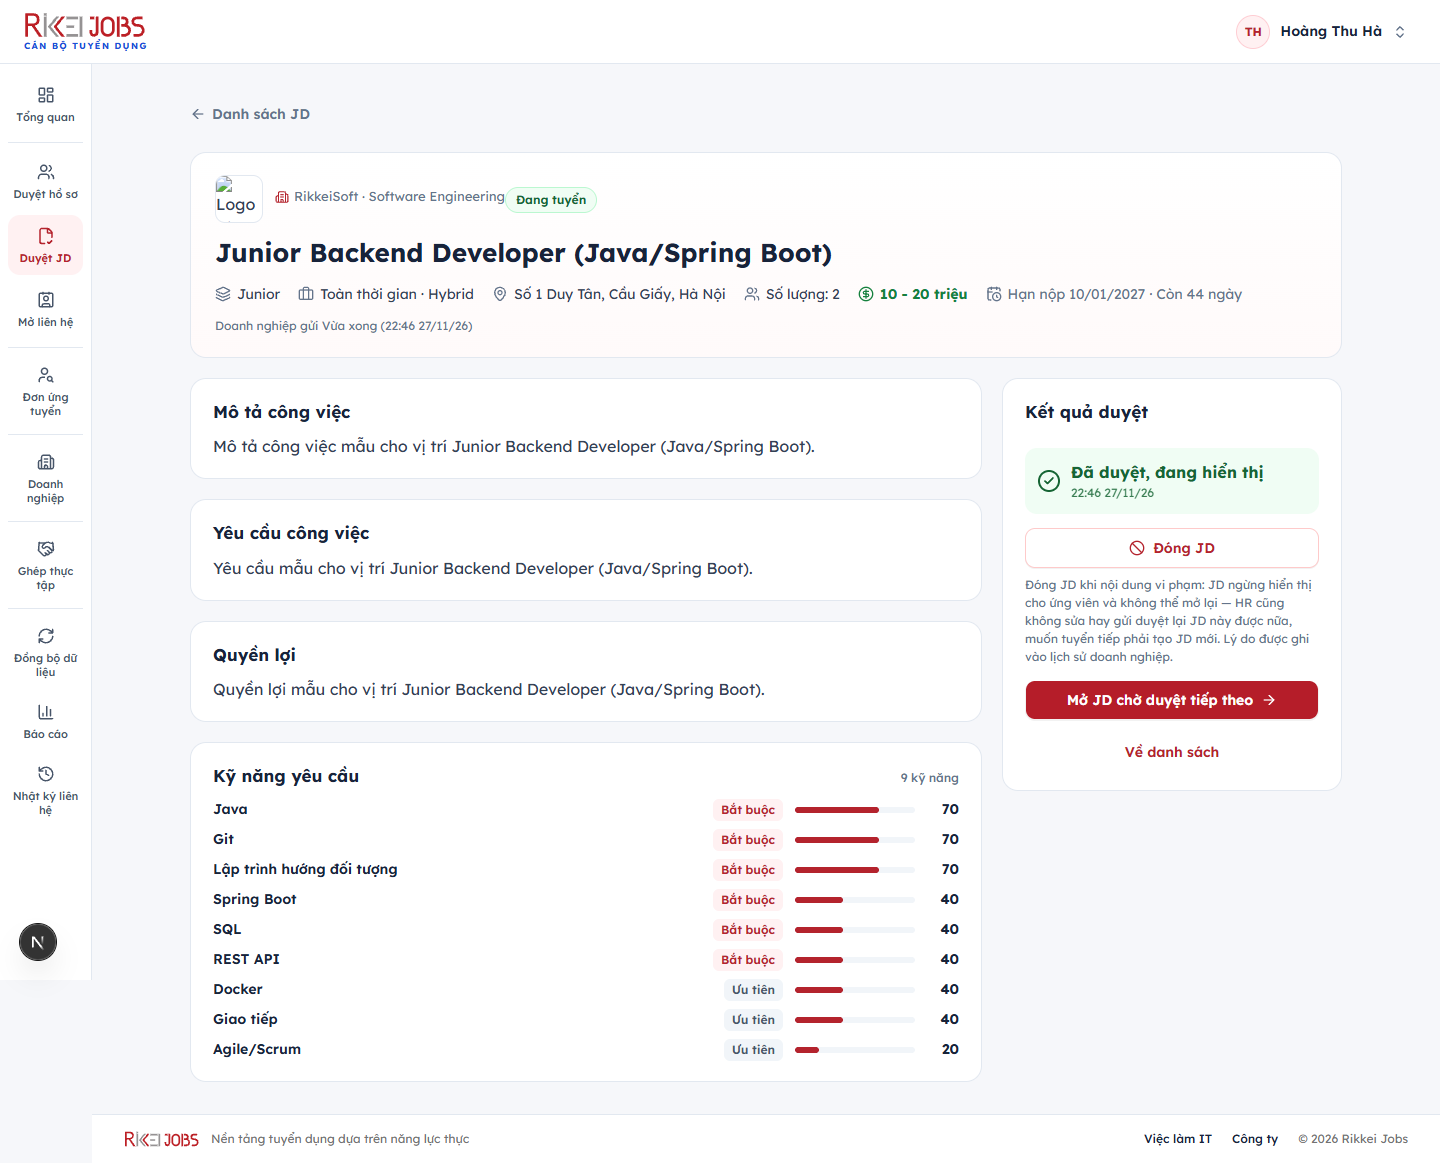 RIKKEI JOBS
CÁN BỘ TUYỂN DỤNG
TH
Hoàng Thu Hà
Tổng quan
Duyệt hồ sơ
Duyệt JD
Mở liên hệ
Đơn ứng
tuyển
Doanh
nghiệp
Ghép thực
tập
Đồng bộ dữ
liệu
Báo cáo
Nhật ký liên
hệ
N
Danh sách JD
Logo
RikkeiSoft · Software Engineering
Đang tuyển
Junior Backend Developer (Java/Spring Boot)
Junior Toàn thời gian · Hybrid Số 1 Duy Tân, Cầu Giấy, Hà Nội Số lượng: 2 10 - 20 triệu Hạn nộp 10/01/2027 · Còn 44 ngày
Doanh nghiệp gửi Vừa xong (22:46 27/11/26)
Mô tả công việc
Mô tả công việc mẫu cho vị trí Junior Backend Developer (Java/Spring Boot).
Yêu cầu công việc
Yêu cầu mẫu cho vị trí Junior Backend Developer (Java/Spring Boot).
Quyền lợi
Quyền lợi mẫu cho vị trí Junior Backend Developer (Java/Spring Boot).
Kỹ năng yêu cầu 9 kỹ năng
Java Bắt buộc 70
Git Bắt buộc 70
Lập trình hướng đối tượng Bắt buộc 70
Spring Boot Bắt buộc 40
SQL Bắt buộc 40
REST API Bắt buộc 40
Docker Ưu tiên 40
Giao tiếp Ưu tiên 40
Agile/Scrum Ưu tiên 20
Kết quả duyệt
Đã duyệt, đang hiển thị
22:46 27/11/26
Đóng JD
Đóng JD khi nội dung vi phạm: JD ngừng hiển thị
cho ứng viên và không thể mở lại — HR cũng
không sửa hay gửi duyệt lại JD này được nữa,
muốn tuyển tiếp phải tạo JD mới. Lý do được ghi
vào lịch sử doanh nghiệp.
Mở JD chờ duyệt tiếp theo
Về danh sách
RIKKEI JOBS Nền tảng tuyển dụng dựa trên năng lực thực
Việc làm IT Công ty © 2026 Rikkei Jobs